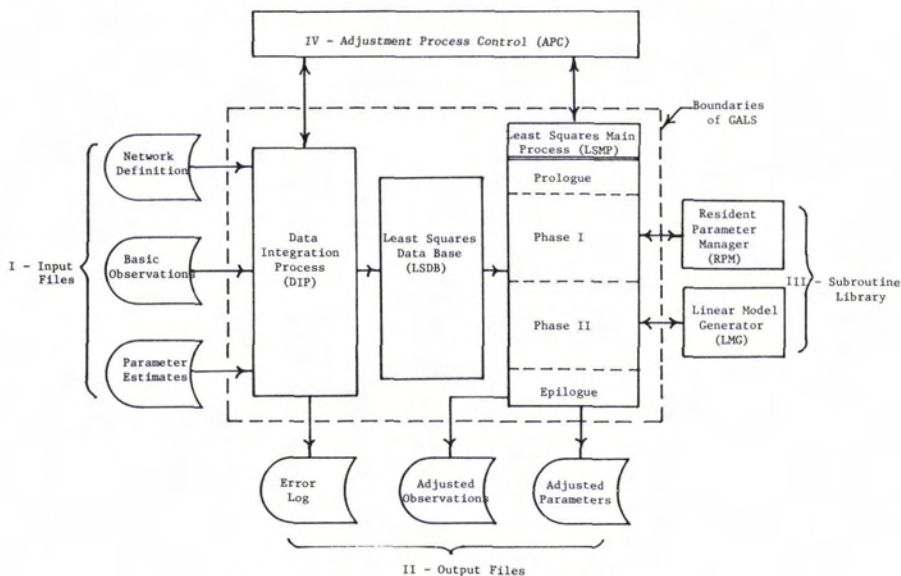 IV - Adjustment Process Control (APC)
Boundaries
of GALS
Least Squares Main
Process (LSMP)
Network
Definition
Prologue
Data
Integration
Process
(DIP)
Least Squares
Data Base
(LSDB)
Phase I
Resident
Parameter
Manager
(RPM)
I - Input
Files
Basic
Observations
III - Subroutine
Library
Phase II
Linear Model
Generator
(LMG)
Parameter
Estimates
Epilogue
Error
Log
Adjusted
Observations
Adjusted
Parameters
II - Output Files